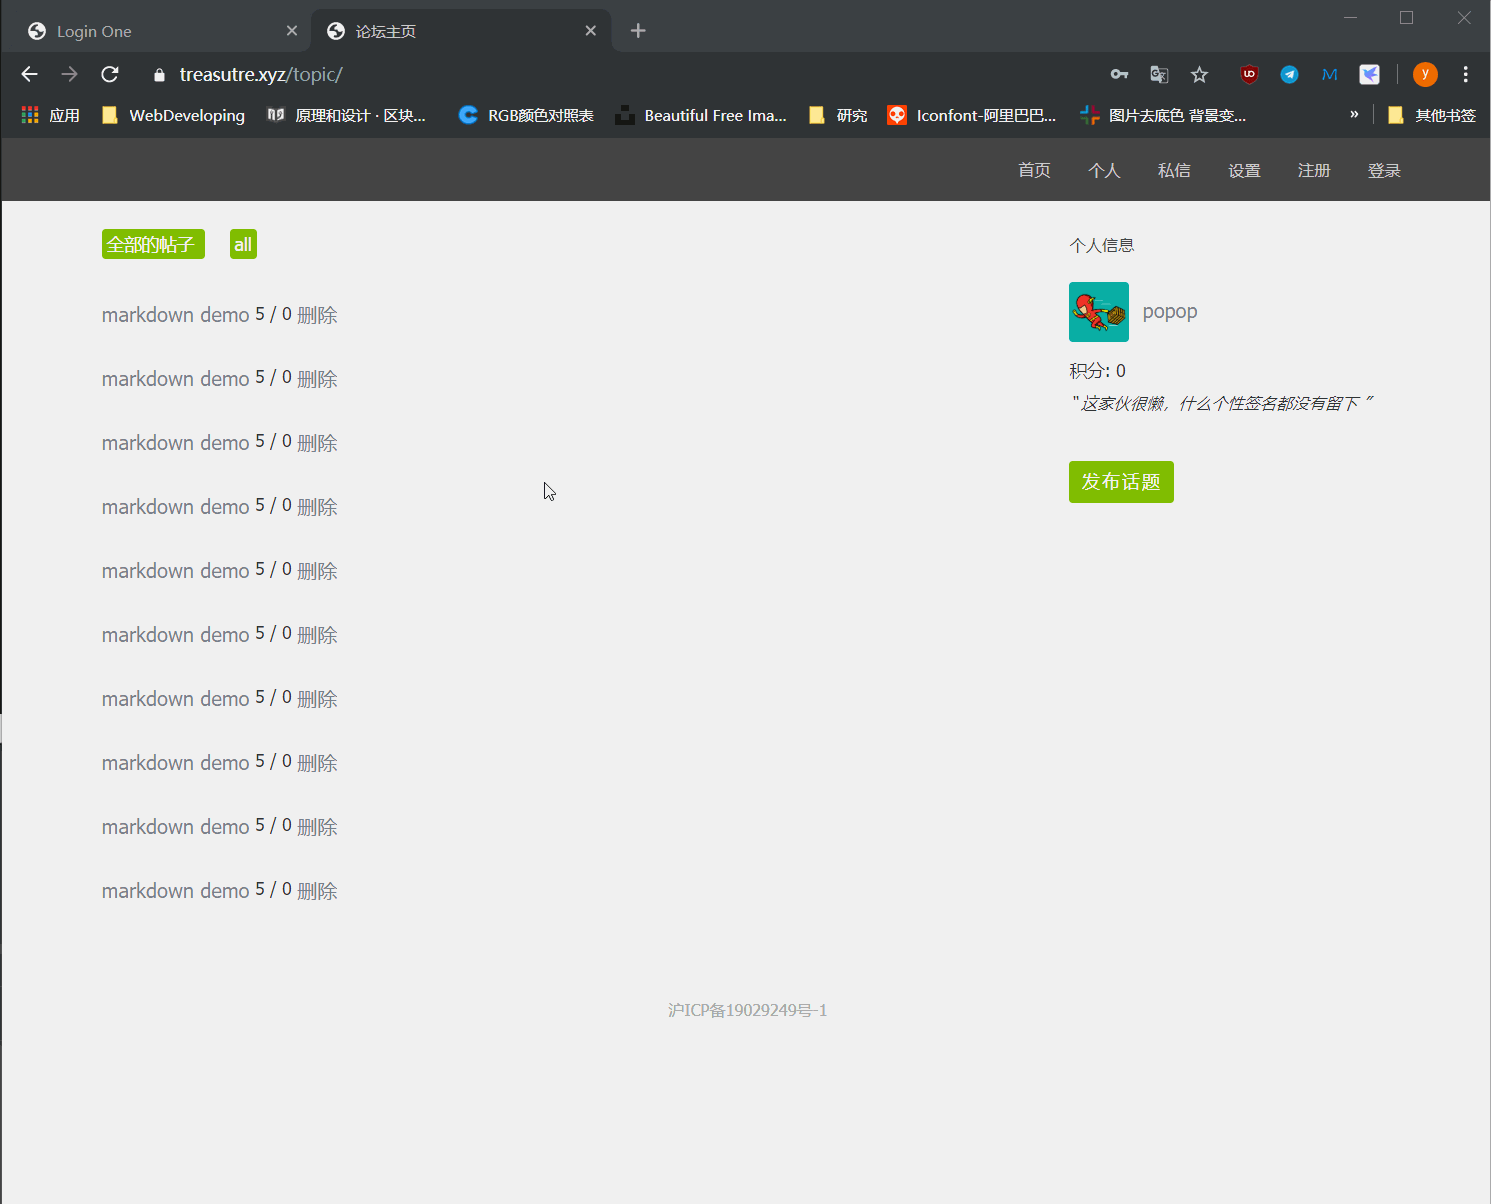 Login One
论坛主页
treasutre.xyz/topic/
y
应用 WebDeveloping 原理和设计 · 区块... RGB颜色对照表 Beautiful Free Ima... 研究 Iconfont-阿里巴巴... 图片去底色 背景变... » 其他书签
首页 个人 私信 设置 注册 登录
全部的帖子 all
markdown demo 5 / 0 删除
markdown demo 5 / 0 删除
markdown demo 5 / 0 删除
markdown demo 5 / 0 删除
markdown demo 5 / 0 删除
markdown demo 5 / 0 删除
markdown demo 5 / 0 删除
markdown demo 5 / 0 删除
markdown demo 5 / 0 删除
markdown demo 5 / 0 删除
个人信息
popop
积分: 0
“ 这家伙很懒，什么个性签名都没有留下 ”
发布话题
沪ICP备19029249号-1